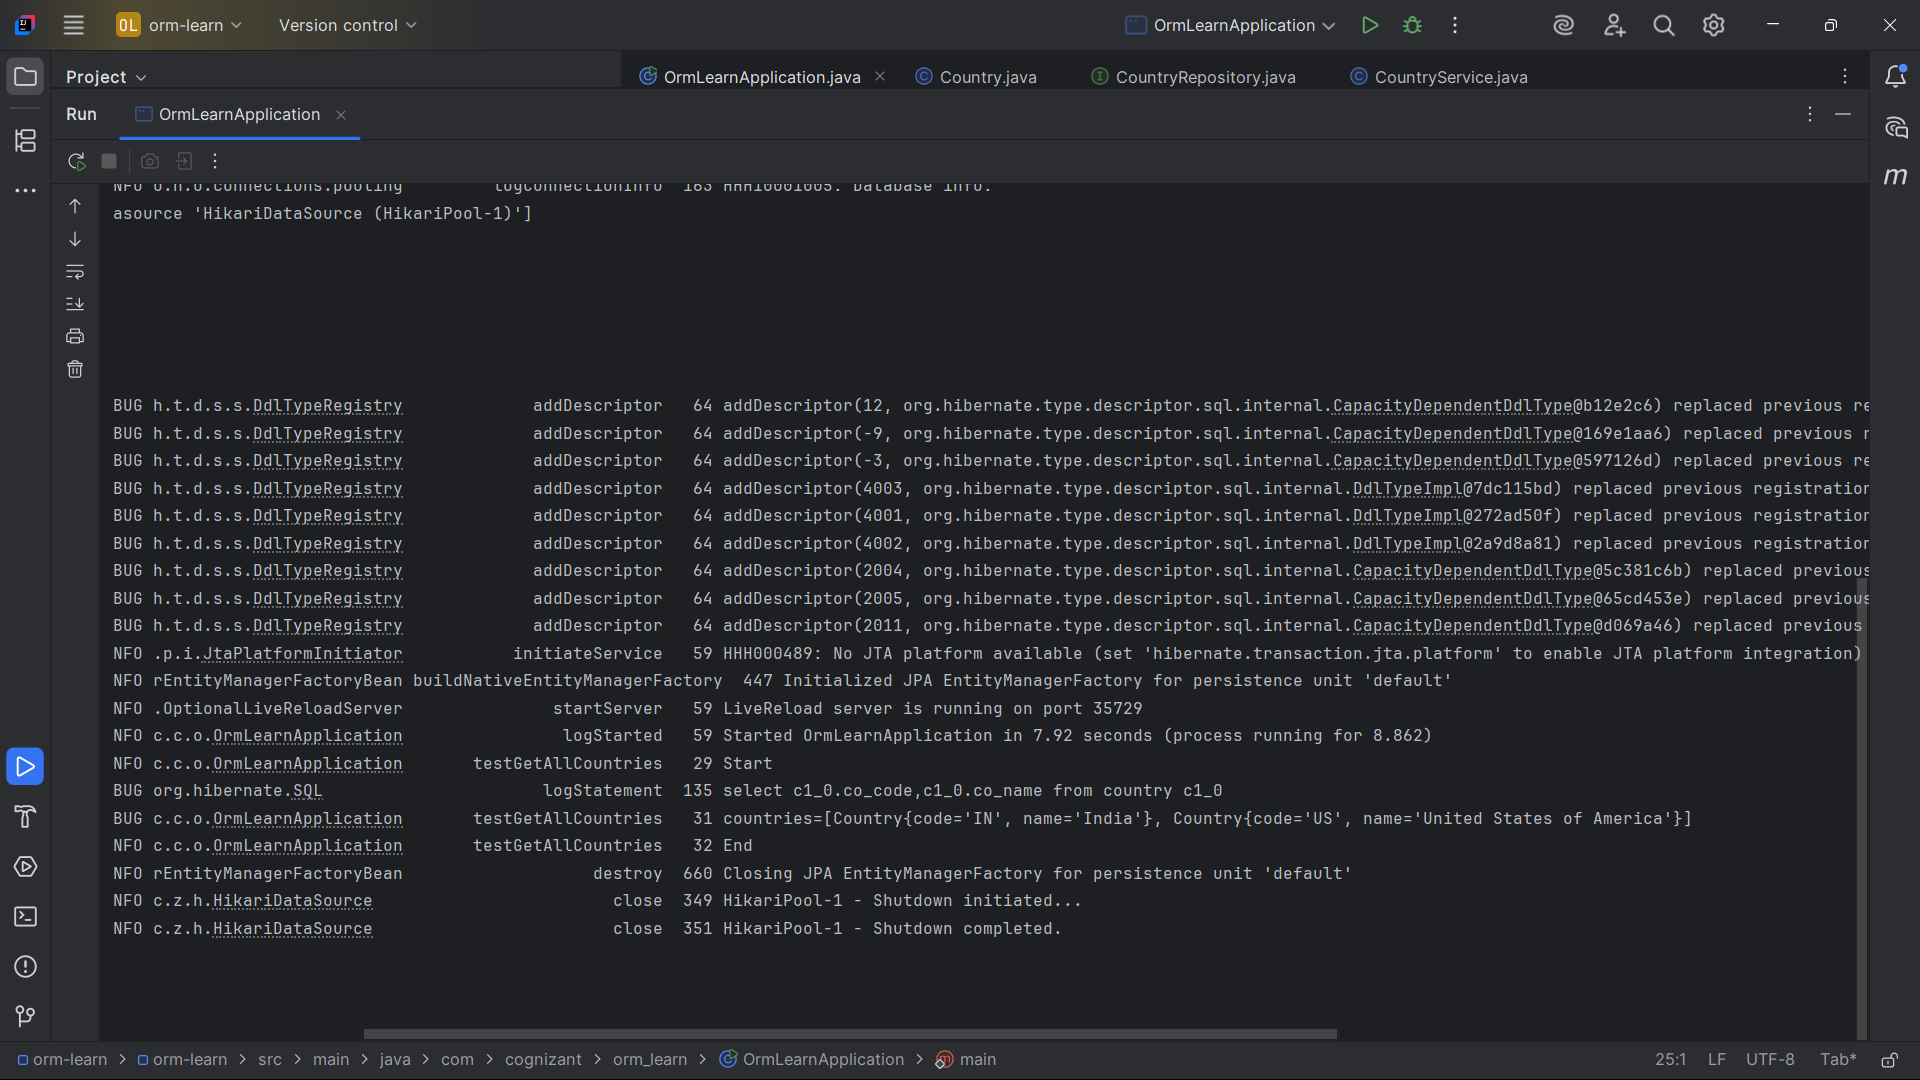 OL orm-learn Version control OrmLearnApplication
Project OrmLearnApplication.java Country.java CountryRepository.java CountryService.java
Run OrmLearnApplication
NFO o.h.o.connections.pooling logConnectionInfo 163 HHH10001005: Database info:
asource 'HikariDataSource (HikariPool-1)']
BUG h.t.d.s.s.DdlTypeRegistry addDescriptor 64 addDescriptor(12, org.hibernate.type.descriptor.sql.internal.CapacityDependentDdlType@b12e2c6) replaced previous re
BUG h.t.d.s.s.DdlTypeRegistry addDescriptor 64 addDescriptor(-9, org.hibernate.type.descriptor.sql.internal.CapacityDependentDdlType@169e1aa6) replaced previous r
BUG h.t.d.s.s.DdlTypeRegistry addDescriptor 64 addDescriptor(-3, org.hibernate.type.descriptor.sql.internal.CapacityDependentDdlType@597126d) replaced previous re
BUG h.t.d.s.s.DdlTypeRegistry addDescriptor 64 addDescriptor(4003, org.hibernate.type.descriptor.sql.internal.DdlTypeImpl@7dc115bd) replaced previous registration
BUG h.t.d.s.s.DdlTypeRegistry addDescriptor 64 addDescriptor(4001, org.hibernate.type.descriptor.sql.internal.DdlTypeImpl@272ad50f) replaced previous registration
BUG h.t.d.s.s.DdlTypeRegistry addDescriptor 64 addDescriptor(4002, org.hibernate.type.descriptor.sql.internal.DdlTypeImpl@2a9d8a81) replaced previous registration
BUG h.t.d.s.s.DdlTypeRegistry addDescriptor 64 addDescriptor(2004, org.hibernate.type.descriptor.sql.internal.CapacityDependentDdlType@5c381c6b) replaced previous
BUG h.t.d.s.s.DdlTypeRegistry addDescriptor 64 addDescriptor(2005, org.hibernate.type.descriptor.sql.internal.CapacityDependentDdlType@65cd453e) replaced previous
BUG h.t.d.s.s.DdlTypeRegistry addDescriptor 64 addDescriptor(2011, org.hibernate.type.descriptor.sql.internal.CapacityDependentDdlType@d069a46) replaced previous
NFO .p.i.JtaPlatformInitiator initiateService 59 HHH000489: No JTA platform available (set 'hibernate.transaction.jta.platform' to enable JTA platform integration)
NFO rEntityManagerFactoryBean buildNativeEntityManagerFactory 447 Initialized JPA EntityManagerFactory for persistence unit 'default'
NFO .OptionalLiveReloadServer startServer 59 LiveReload server is running on port 35729
NFO c.c.o.OrmLearnApplication logStarted 59 Started OrmLearnApplication in 7.92 seconds (process running for 8.862)
NFO c.c.o.OrmLearnApplication testGetAllCountries 29 Start
BUG org.hibernate.SQL logStatement 135 select c1_0.co_code,c1_0.co_name from country c1_0
BUG c.c.o.OrmLearnApplication testGetAllCountries 31 countries=[Country{code='IN', name='India'}, Country{code='US', name='United States of America'}]
NFO c.c.o.OrmLearnApplication testGetAllCountries 32 End
NFO rEntityManagerFactoryBean destroy 660 Closing JPA EntityManagerFactory for persistence unit 'default'
NFO c.z.h.HikariDataSource close 349 HikariPool-1 - Shutdown initiated...
NFO c.z.h.HikariDataSource close 351 HikariPool-1 - Shutdown completed.
orm-learn > orm-learn > src > main > java > com > cognizant > orm_learn > OrmLearnApplication > main 25:1 LF UTF-8 Tab*